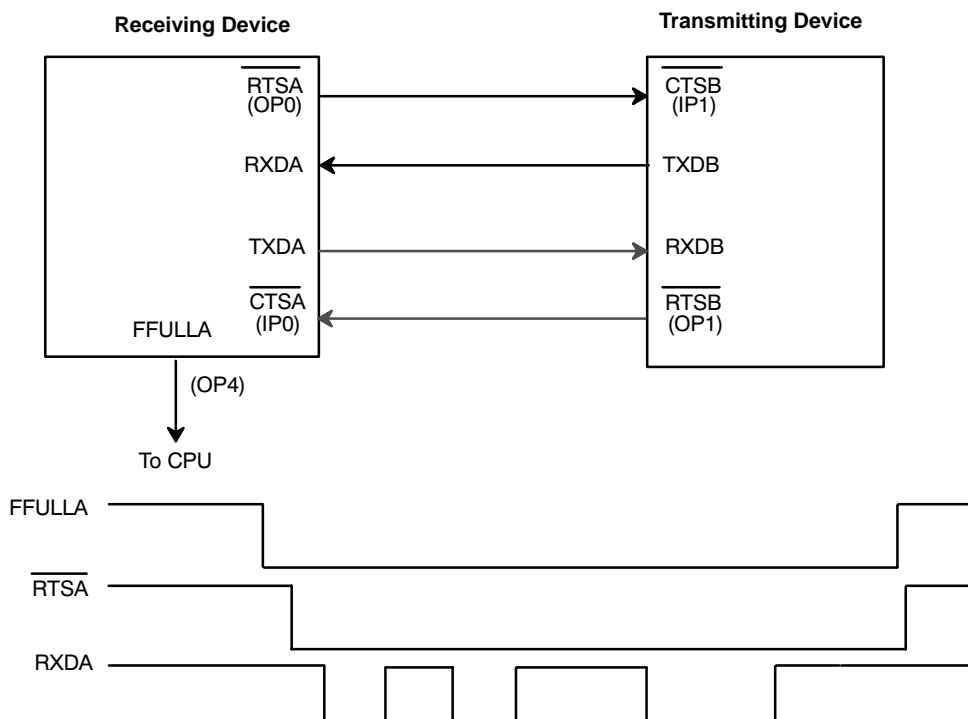 Receiving Device
Transmitting Device
RTSA
(OP0)
CTSB
(IP1)
RXDA
TXDB
TXDA
RXDB
CTSA
(IP0)
RTSB
(OP1)
FFULLA
(OP4)
To CPU
FFULLA
RTSA
RXDA